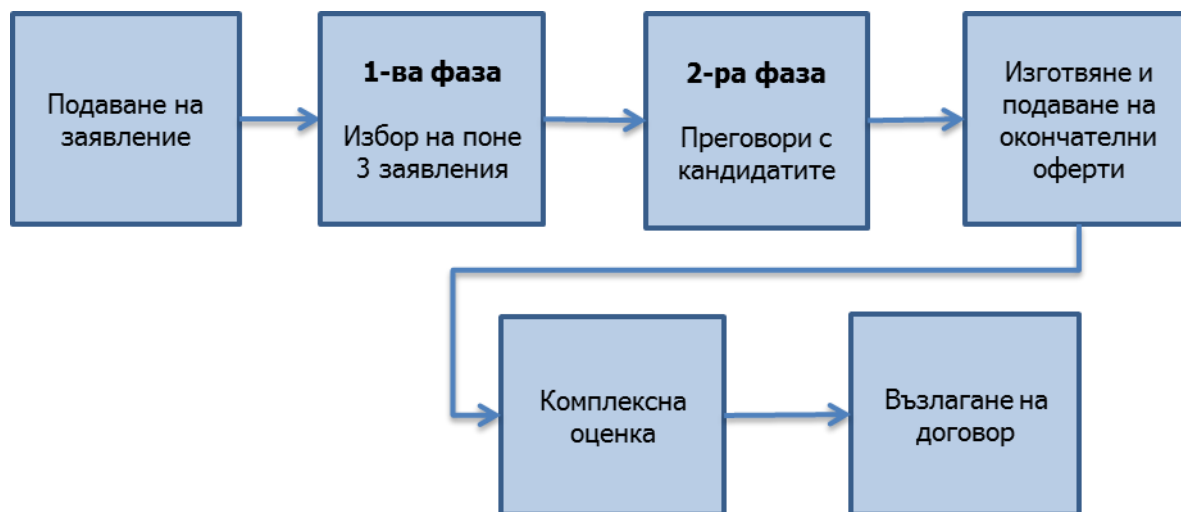 Подаване на
заявление
1-ва фаза
Избор на поне
3 заявления
2-ра фаза
Преговори с
кандидатите
Изготвяне и
подаване на
окончателни
оферти
Комплексна
оценка
Възлагане на
договор